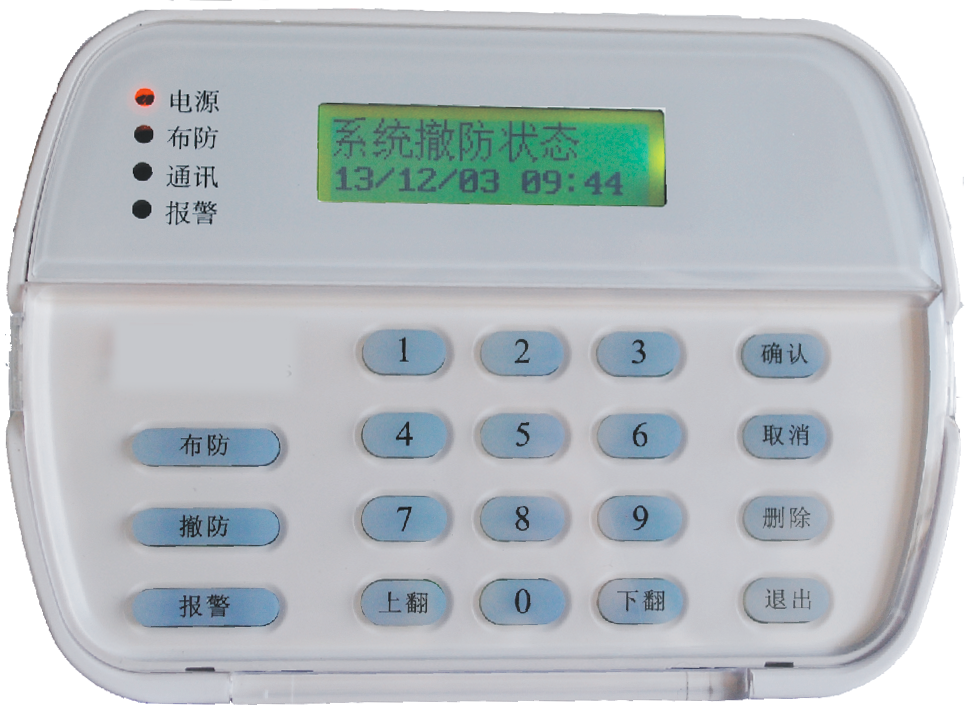 电源
布防
通讯
报警
系统撤防状态
13/12/03 09:44
1 2 3 确认
布防 4 5 6 取消
撤防 7 8 9 删除
报警 上翻 0 下翻 退出